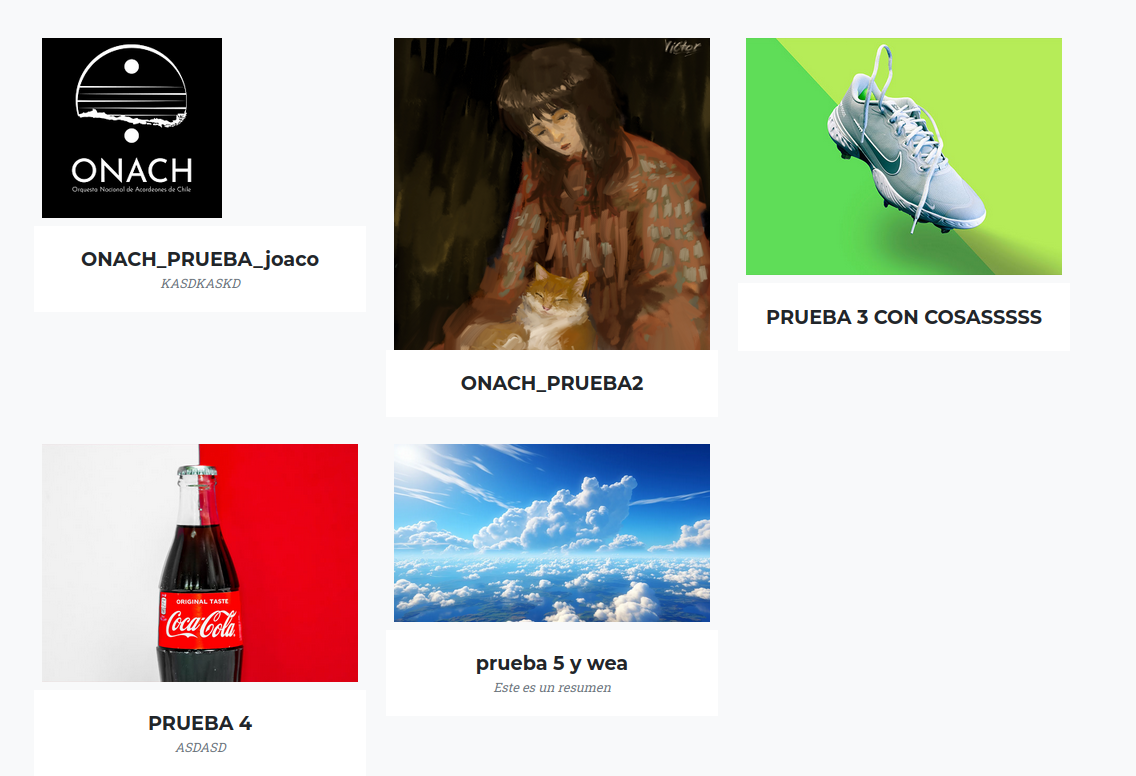 ONACH
Orquesta Nacional de Acordeones de Chile
ONACH_PRUEBA_joaco
KASDKASKD
Victor
ONACH_PRUEBA2
PRUEBA 3 CON COSASSSSS
ORIGINAL TASTE
Coca-Cola
PRUEBA 4
ASDASD
prueba 5 y wea
Este es un resumen